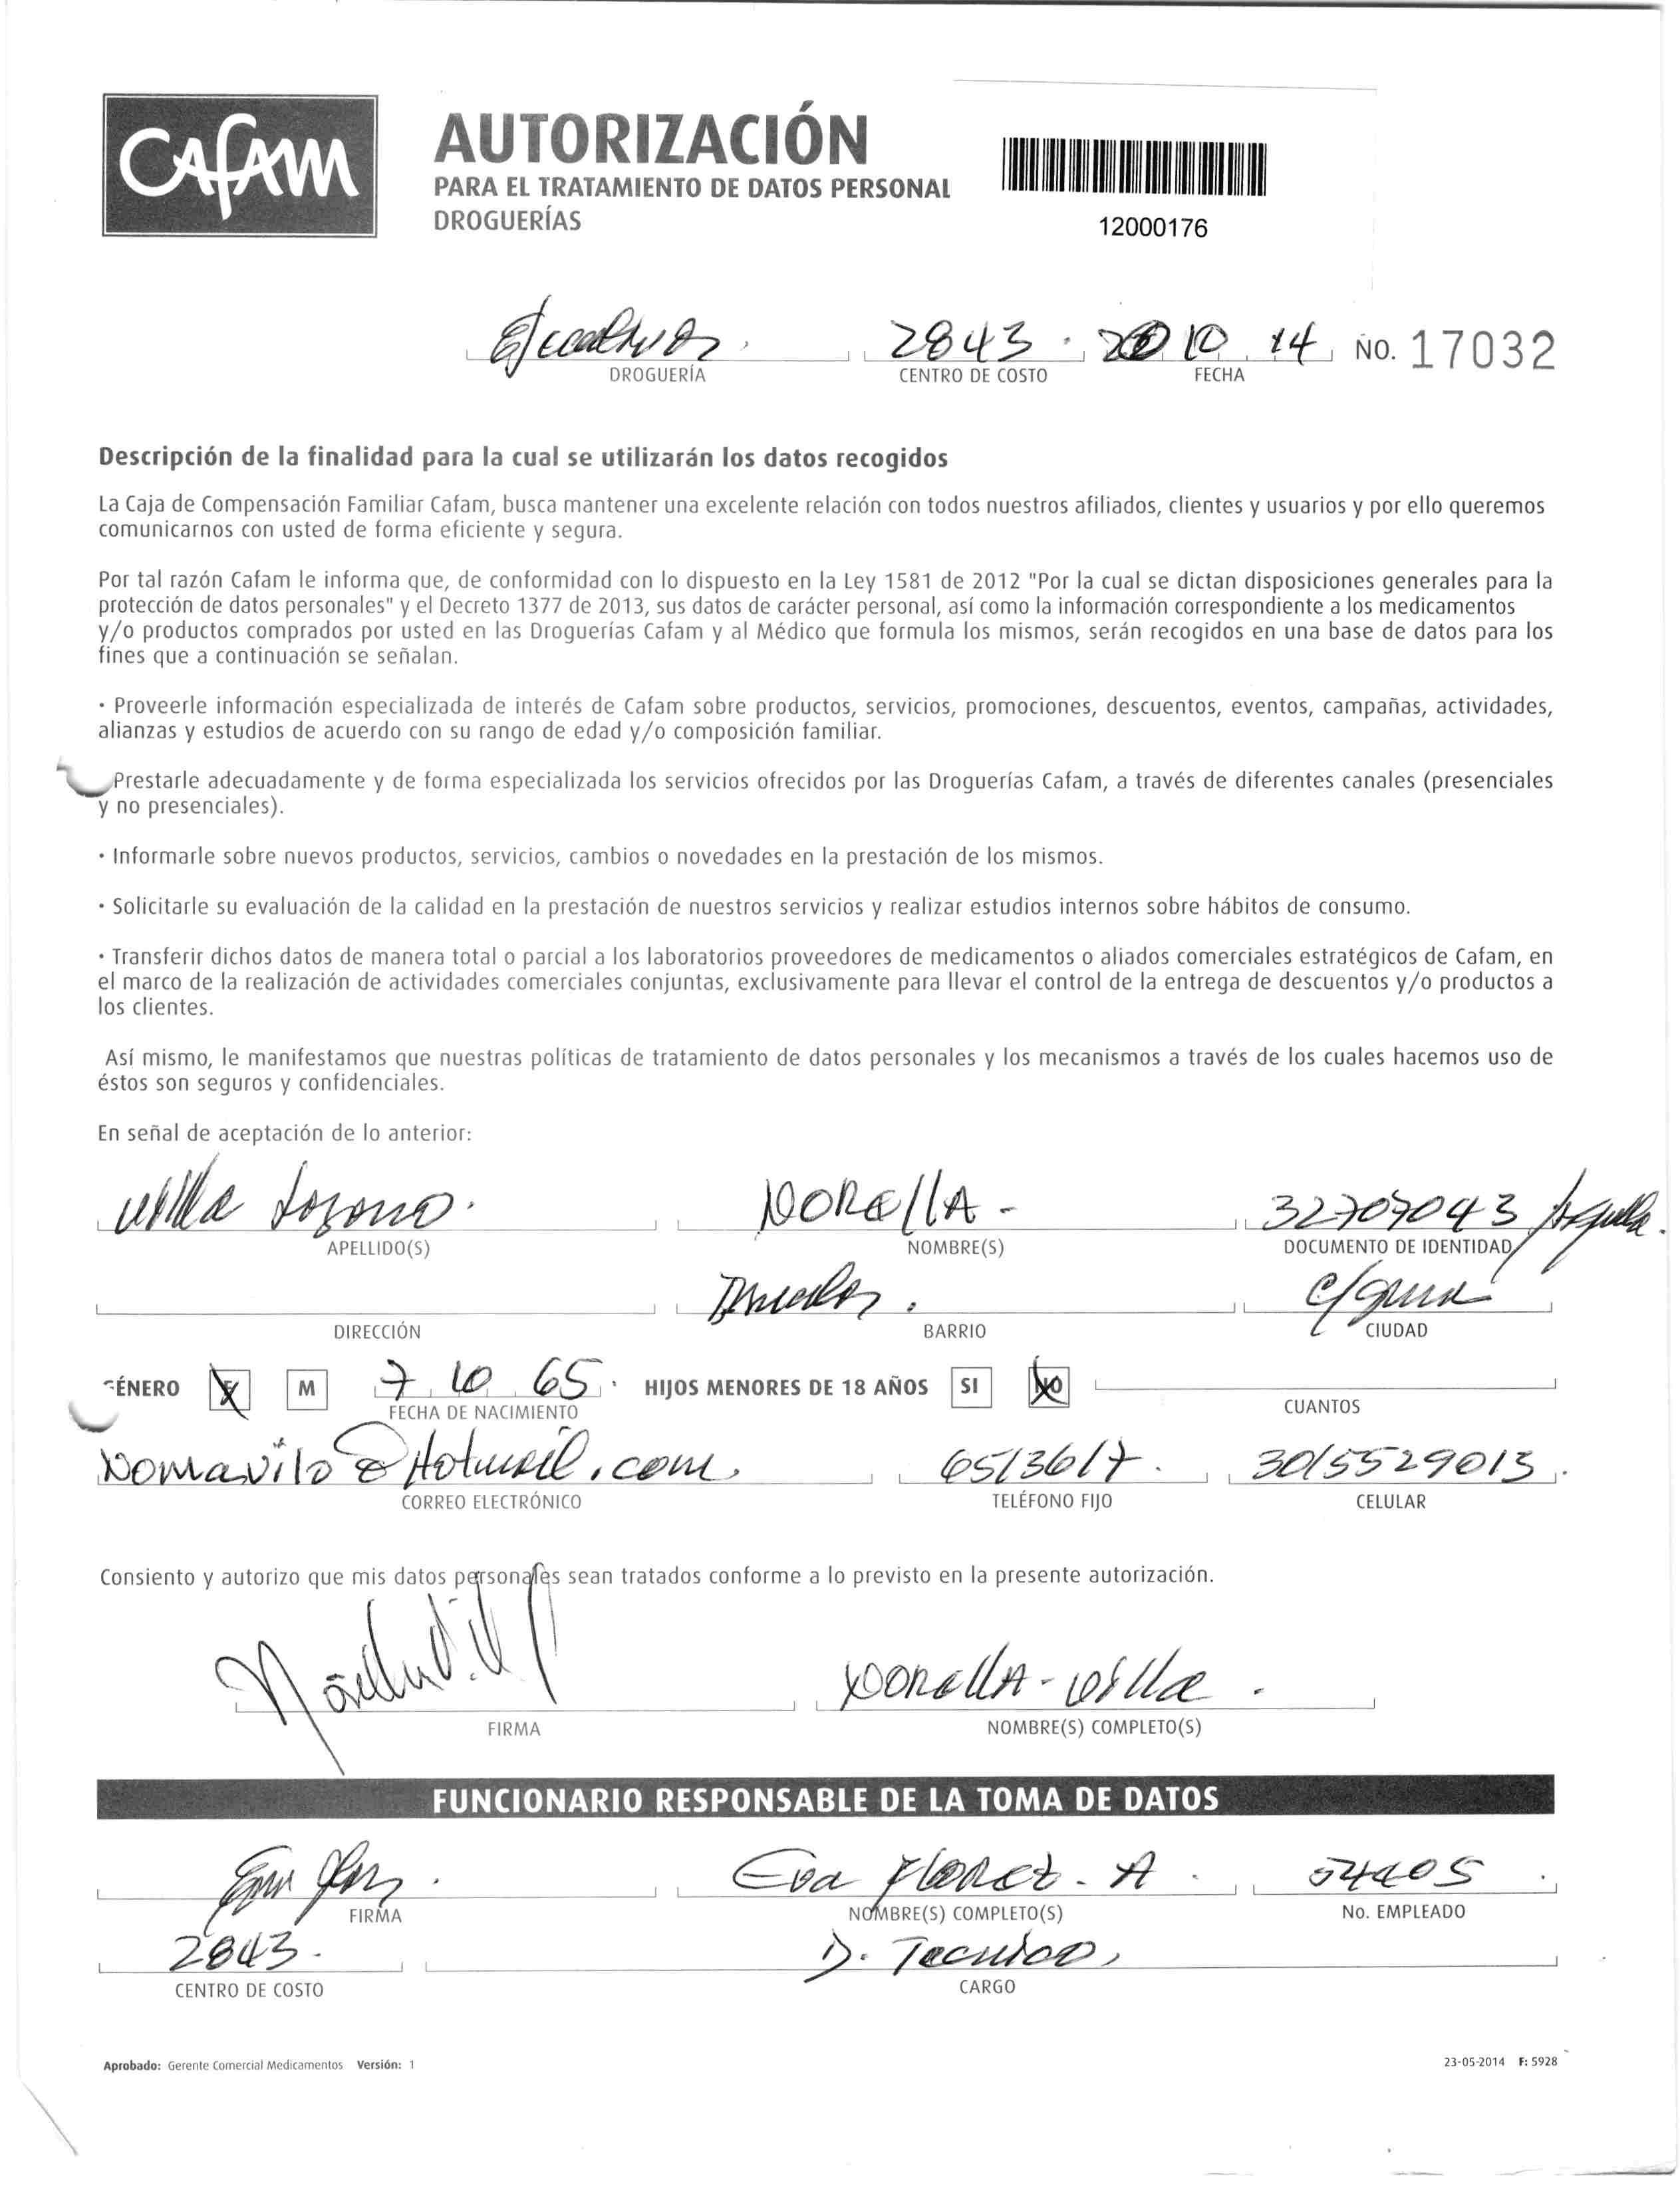 CAFAM
AUTORIZACIÓN
PARA EL TRATAMIENTO DE DATOS PERSONAL
DROGUERÍAS
12000176
2843. 10 14 NO. 17032
DROGUERÍA CENTRO DE COSTO FECHA
Descripción de la finalidad para la cual se utilizarán los datos recogidos
La Caja de Compensación Familiar Cafam, busca mantener una excelente relación con todos nuestros afiliados, clientes y usuarios y por ello queremos
comunicarnos con usted de forma eficiente y segura.
Por tal razón Cafam le informa que, de conformidad con lo dispuesto en la Ley 1581 de 2012 "Por la cual se dictan disposiciones generales para la
protección de datos personales" y el Decreto 1377 de 2013, sus datos de carácter personal, así como la información correspondiente a los medicamentos
y/o productos comprados por usted en las Droguerías Cafam y al Médico que formula los mismos, serán recogidos en una base de datos para los
fines que a continuación se señalan.
· Proveerle información especializada de interés de Cafam sobre productos, servicios, promociones, descuentos, eventos, campañas, actividades,
alianzas y estudios de acuerdo con su rango de edad y/o composición familiar.
Prestarle adecuadamente y de forma especializada los servicios ofrecidos por las Droguerías Cafam, a través de diferentes canales (presenciales
y no presenciales).
· Informarle sobre nuevos productos, servicios, cambios o novedades en la prestación de los mismos.
· Solicitarle su evaluación de la calidad en la prestación de nuestros servicios y realizar estudios internos sobre hábitos de consumo.
· Transferir dichos datos de manera total o parcial a los laboratorios proveedores de medicamentos o aliados comerciales estratégicos de Cafam, en
el marco de la realización de actividades comerciales conjuntas, exclusivamente para llevar el control de la entrega de descuentos y/o productos a
los clientes.
Así mismo, le manifestamos que nuestras políticas de tratamiento de datos personales y los mecanismos a través de los cuales hacemos uso de
éstos son seguros y confidenciales.
En señal de aceptación de lo anterior:
Villa Lozano. NORELLA - 32707043
APELLIDO(S) NOMBRE(S) DOCUMENTO DE IDENTIDAD
C/gena
DIRECCIÓN BARRIO CIUDAD
GÉNERO F M 7 10 65. HIJOS MENORES DE 18 AÑOS SI NO
FECHA DE NACIMIENTO CUANTOS
Nomavilo@Hotmail.com. 6513617. 3015529013.
CORREO ELECTRÓNICO TELÉFONO FIJO CELULAR
Consiento y autorizo que mis datos personales sean tratados conforme a lo previsto en la presente autorización.
NORELLA - Villa.
FIRMA NOMBRE(S) COMPLETO(S)
FUNCIONARIO RESPONSABLE DE LA TOMA DE DATOS
Eva Florez. A. 54405.
FIRMA NOMBRE(S) COMPLETO(S) No. EMPLEADO
2843. D. Tecnico,
CENTRO DE COSTO CARGO
Aprobado: Gerente Comercial Medicamentos Versión: 1 23-05-2014 F: 5928